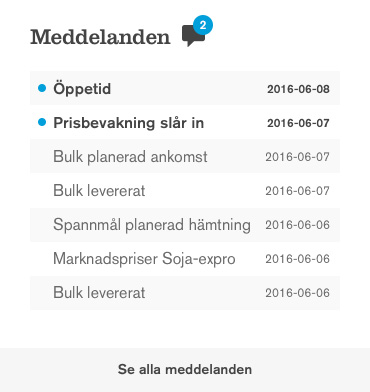 Meddelanden 2
Öppetid 2016-06-08
Prisbevakning slår in 2016-06-07
Bulk planerad ankomst 2016-06-07
Bulk levererat 2016-06-07
Spannmål planerad hämtning 2016-06-06
Marknadspriser Soja-expro 2016-06-06
Bulk levererat 2016-06-06
Se alla meddelanden